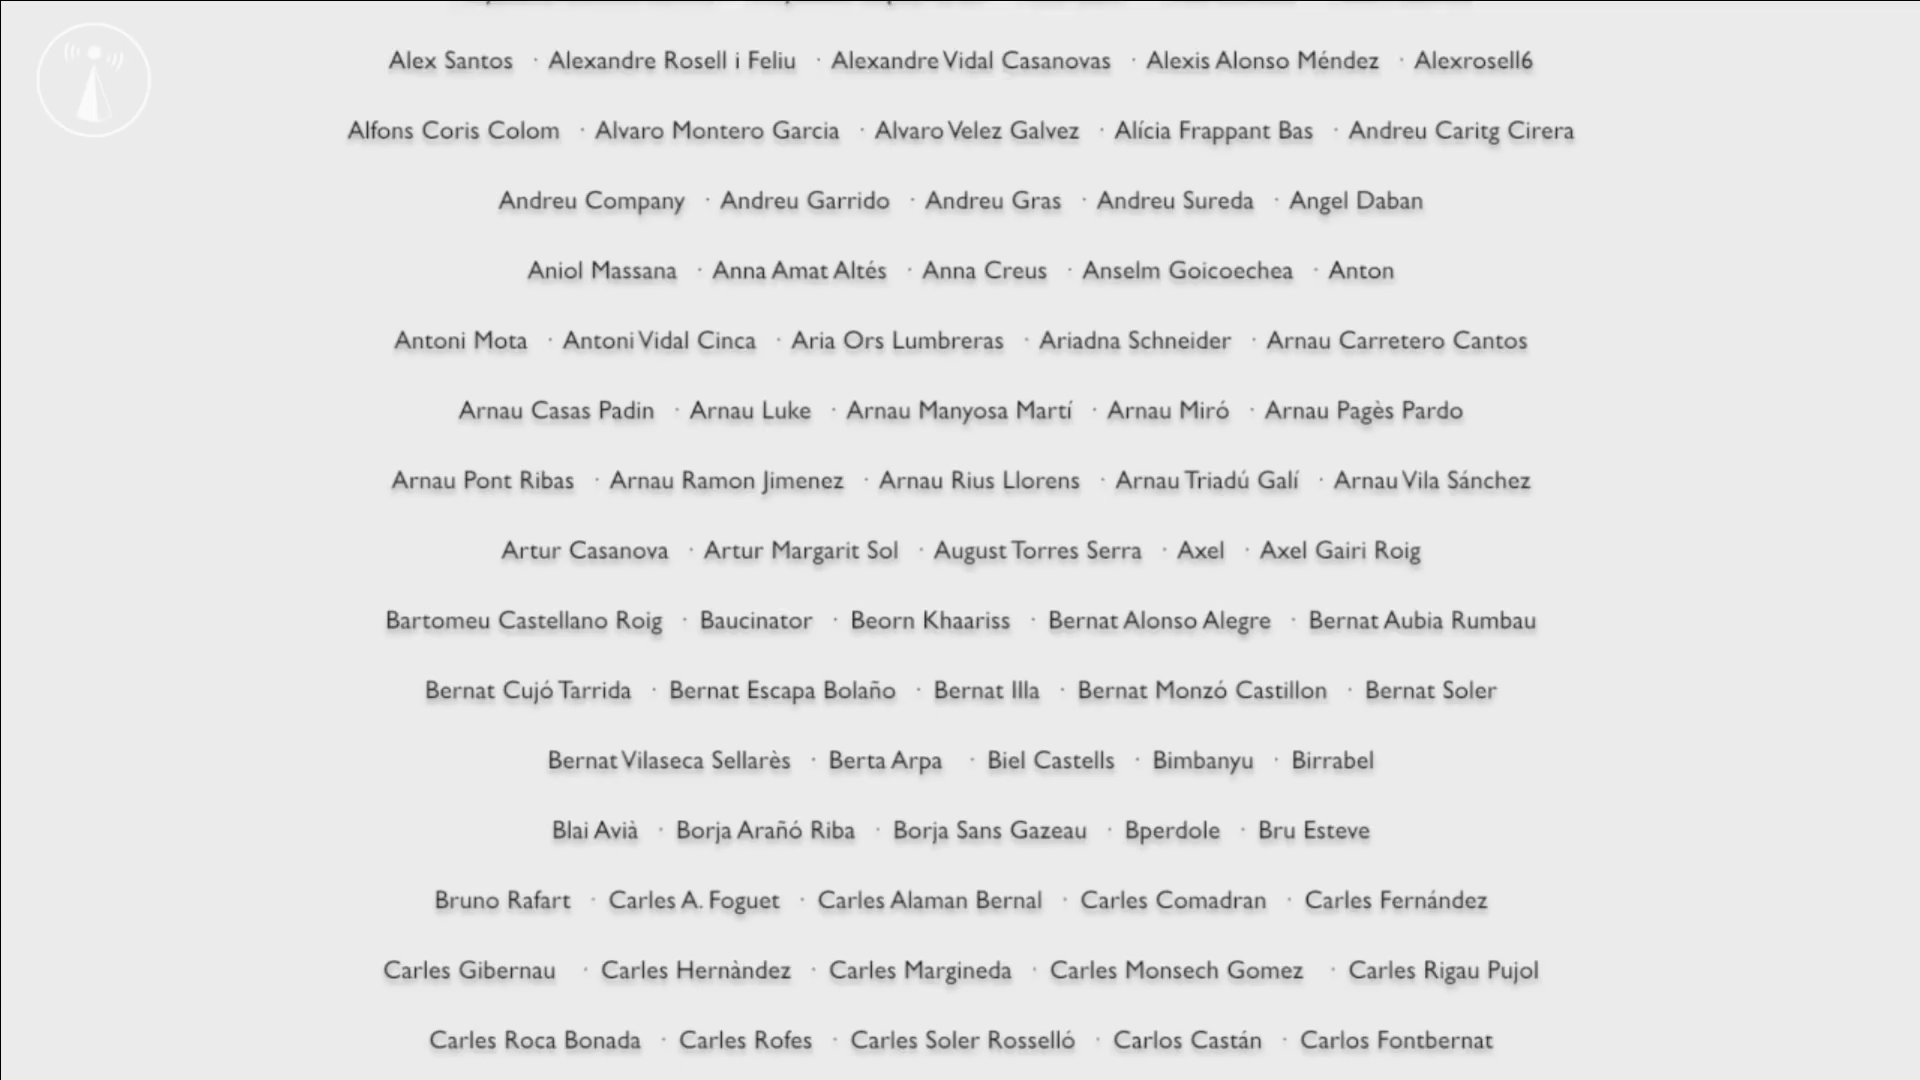 Alex Santos · Alexandre Rosell i Feliu · Alexandre Vidal Casanovas · Alexis Alonso Méndez · Alexrosell6
Alfons Coris Colom · Alvaro Montero Garcia · Alvaro Velez Galvez · Alícia Frappant Bas · Andreu Caritg Cirera
Andreu Company · Andreu Garrido · Andreu Gras · Andreu Sureda · Angel Daban
Aniol Massana · Anna Amat Altés · Anna Creus · Anselm Goicoechea · Anton
Antoni Mota · Antoni Vidal Cinca · Aria Ors Lumbreras · Ariadna Schneider · Arnau Carretero Cantos
Arnau Casas Padin · Arnau Luke · Arnau Manyosa Martí · Arnau Miró · Arnau Pagès Pardo
Arnau Pont Ribas · Arnau Ramon Jimenez · Arnau Rius Llorens · Arnau Triadú Galí · Arnau Vila Sánchez
Artur Casanova · Artur Margarit Sol · August Torres Serra · Axel · Axel Gairi Roig
Bartomeu Castellano Roig · Baucinator · Beorn Khaariss · Bernat Alonso Alegre · Bernat Aubia Rumbau
Bernat Cujó Tarrida · Bernat Escapa Bolaño · Bernat Illa · Bernat Monzó Castillon · Bernat Soler
Bernat Vilaseca Sellarès · Berta Arpa · Biel Castells · Bimbanyu · Birrabel
Blai Avià · Borja Arañó Riba · Borja Sans Gazeau · Bperdole · Bru Esteve
Bruno Rafart · Carles A. Foguet · Carles Alaman Bernal · Carles Comadran · Carles Fernández
Carles Gibernau · Carles Hernàndez · Carles Margineda · Carles Monsech Gomez · Carles Rigau Pujol
Carles Roca Bonada · Carles Rofes · Carles Soler Rosselló · Carlos Castán · Carlos Fontbernat